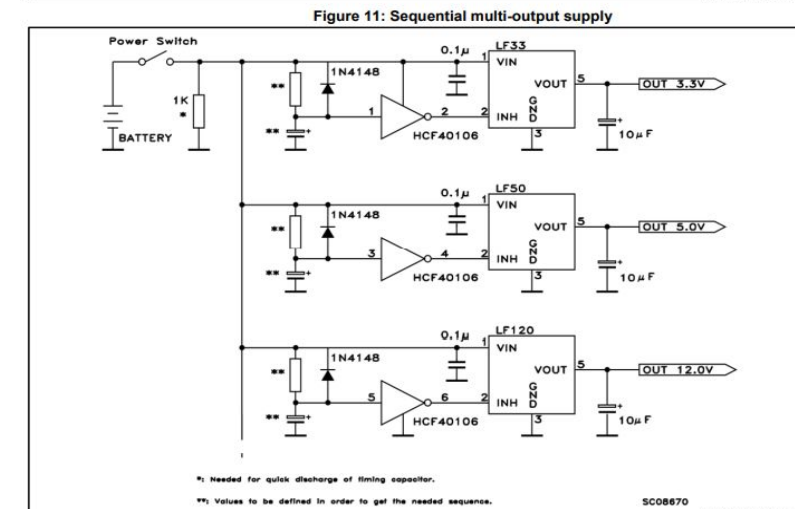 Figure 11: Sequential multi-output supply
Power Switch
BATTERY
1K
*
**
**
1N4148
1
2
HCF40106
0.1μ
LF33
1 VIN
2 INH
GND
3
VOUT 5
OUT 3.3V
+
10μF
**
**
1N4148
3
4
HCF40106
0.1μ
LF50
1 VIN
2 INH
GND
3
VOUT 5
OUT 5.0V
+
10μF
**
**
1N4148
5
6
HCF40106
0.1μ
LF120
1 VIN
2 INH
GND
3
VOUT 5
OUT 12.0V
+
10μF
*: Needed for quick discharge of timing capacitor.
**: Values to be defined in order to get the needed sequence.
SC08670